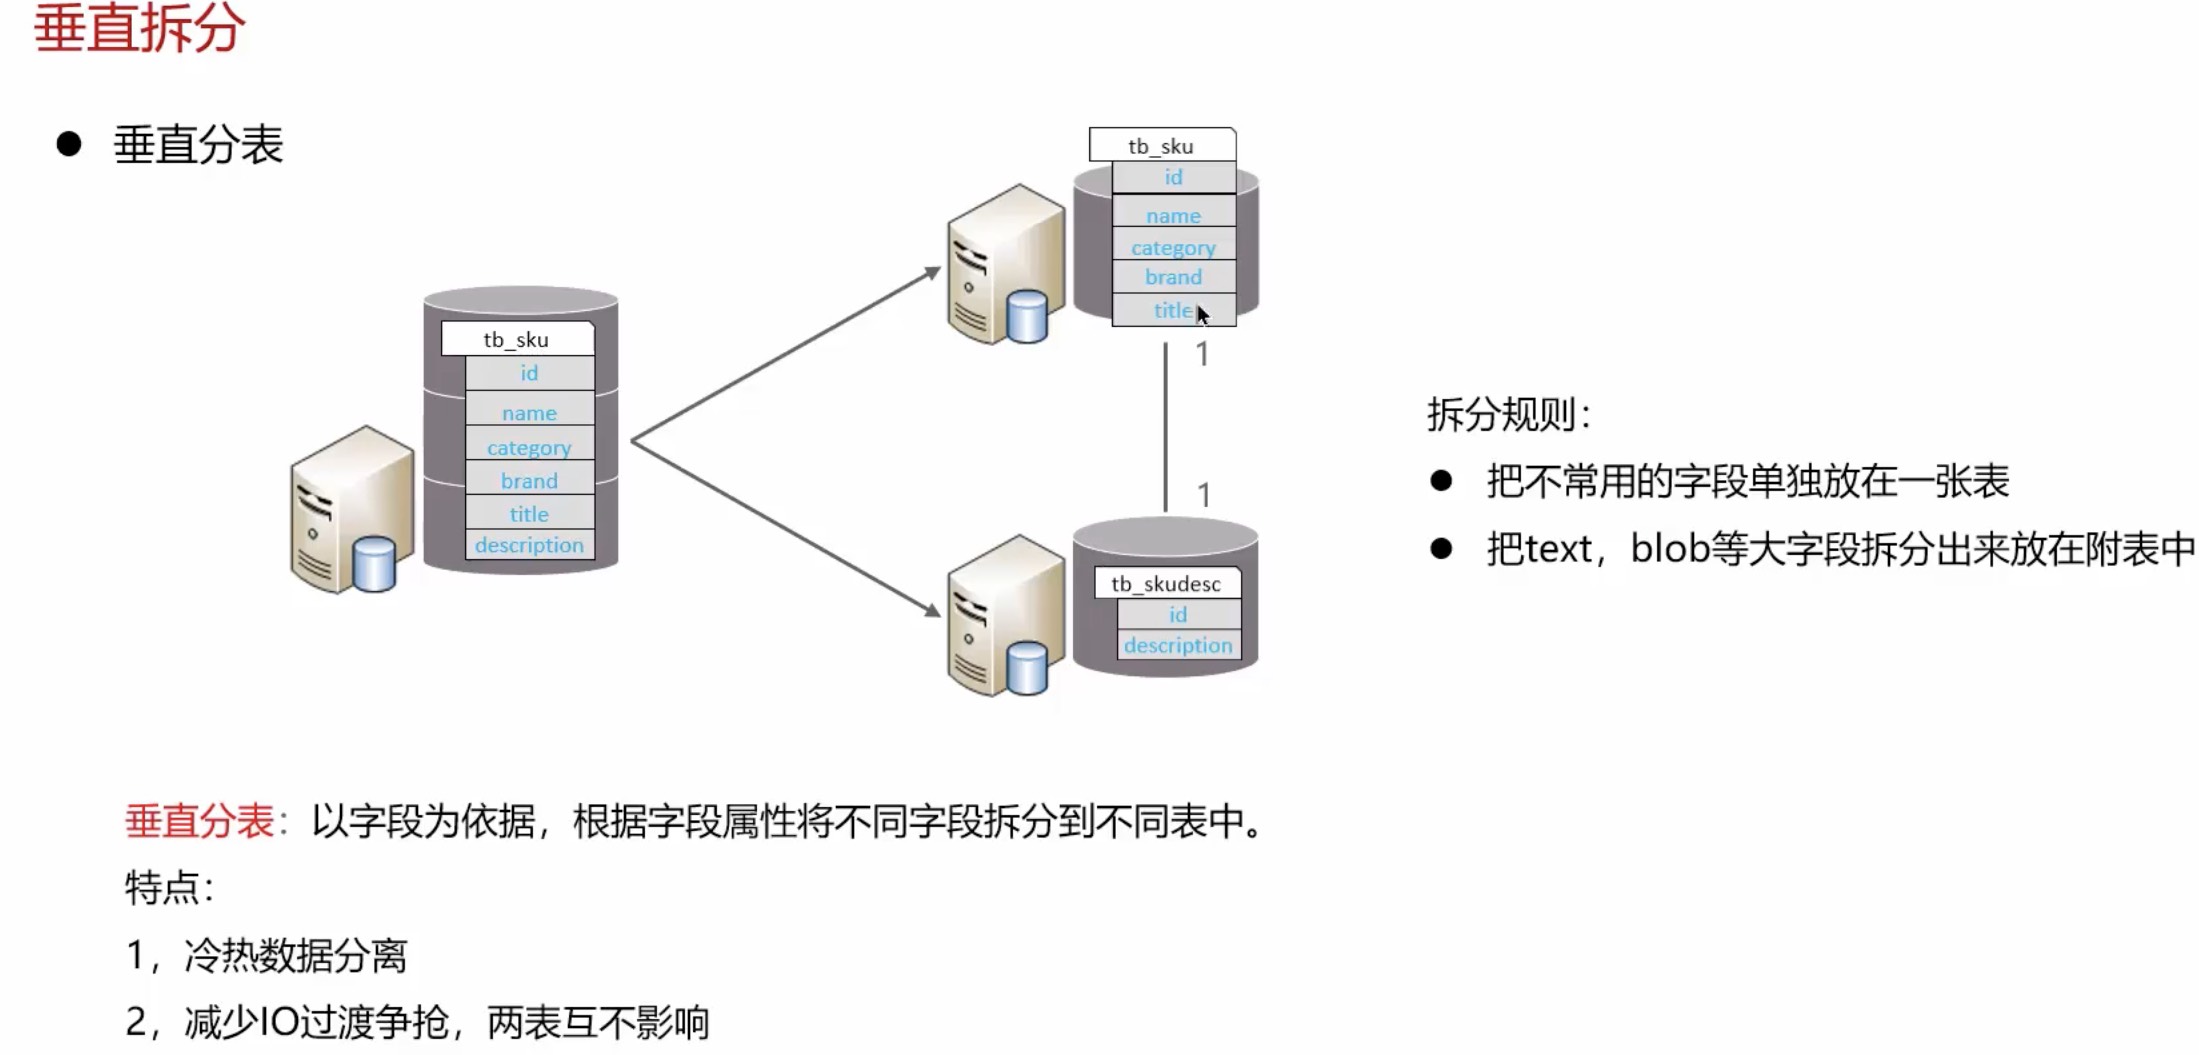 垂直拆分
● 垂直分表
tb_sku
id
name
category
brand
title
description
tb_sku
id
name
category
brand
title
1
1
tb_skudesc
id
description
拆分规则：
● 把不常用的字段单独放在一张表
● 把text，blob等大字段拆分出来放在附表中
垂直分表：以字段为依据，根据字段属性将不同字段拆分到不同表中。
特点：
1，冷热数据分离
2，减少IO过渡争抢，两表互不影响